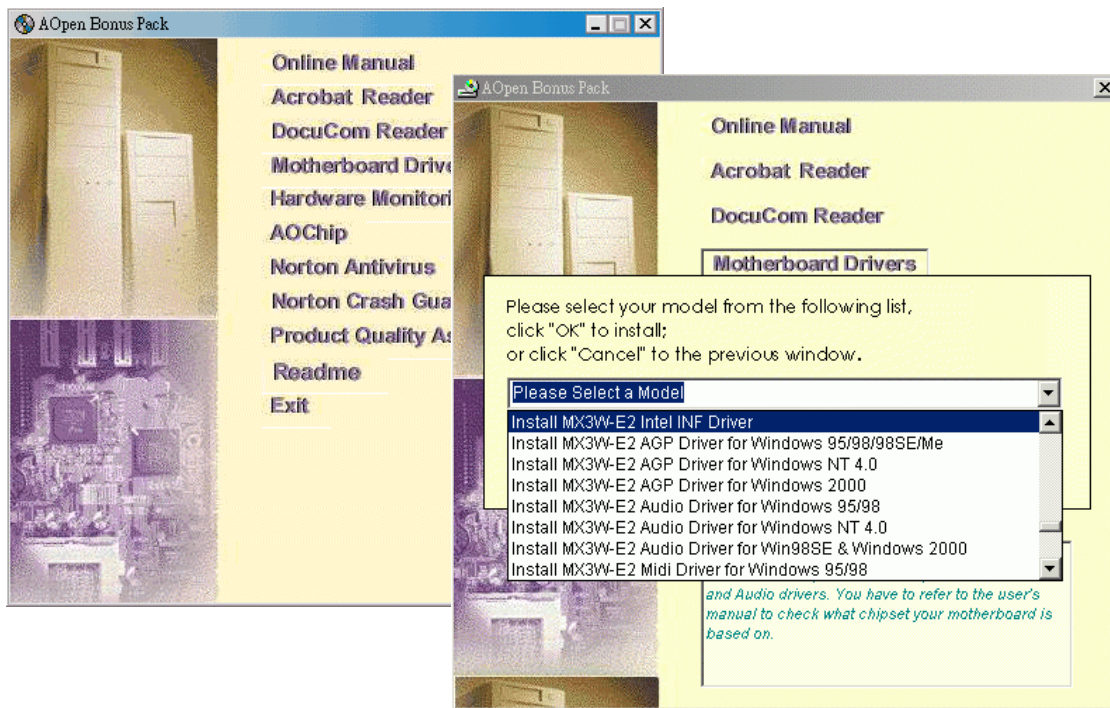 AOpen Bonus Pack
Online Manual
Acrobat Reader
DocuCom Reader
Motherboard Drive
Hardware Monitori
AOChip
Norton Antivirus
Norton Crash Gua
Product Quality As
Readme
Exit
AOpen Bonus Pack
Online Manual
Acrobat Reader
DocuCom Reader
Motherboard Drivers
Please select your model from the following list,
click "OK" to install;
or click "Cancel" to the previous window.
Please Select a Model
Install MX3W-E2 Intel INF Driver
Install MX3W-E2 AGP Driver for Windows 95/98/98SE/Me
Install MX3W-E2 AGP Driver for Windows NT 4.0
Install MX3W-E2 AGP Driver for Windows 2000
Install MX3W-E2 Audio Driver for Windows 95/98
Install MX3W-E2 Audio Driver for Windows NT 4.0
Install MX3W-E2 Audio Driver for Win98SE & Windows 2000
Install MX3W-E2 Midi Driver for Windows 95/98
and Audio drivers. You have to refer to the user's
manual to check what chipset your motherboard is
based on.